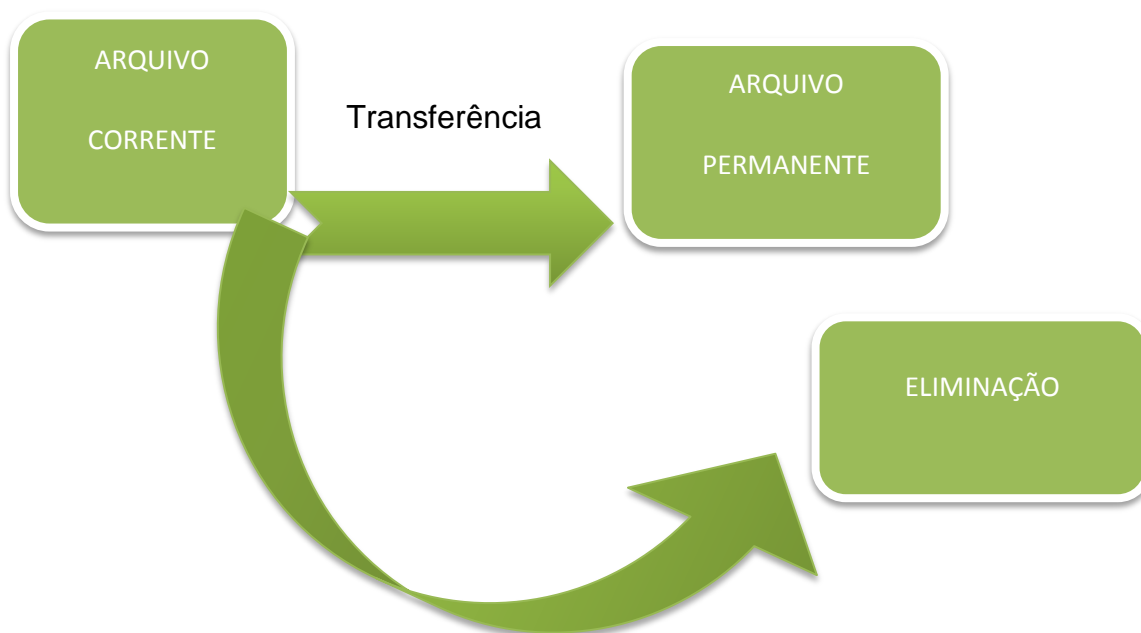 ARQUIVO
CORRENTE
Transferência
ARQUIVO
PERMANENTE
ELIMINAÇÃO